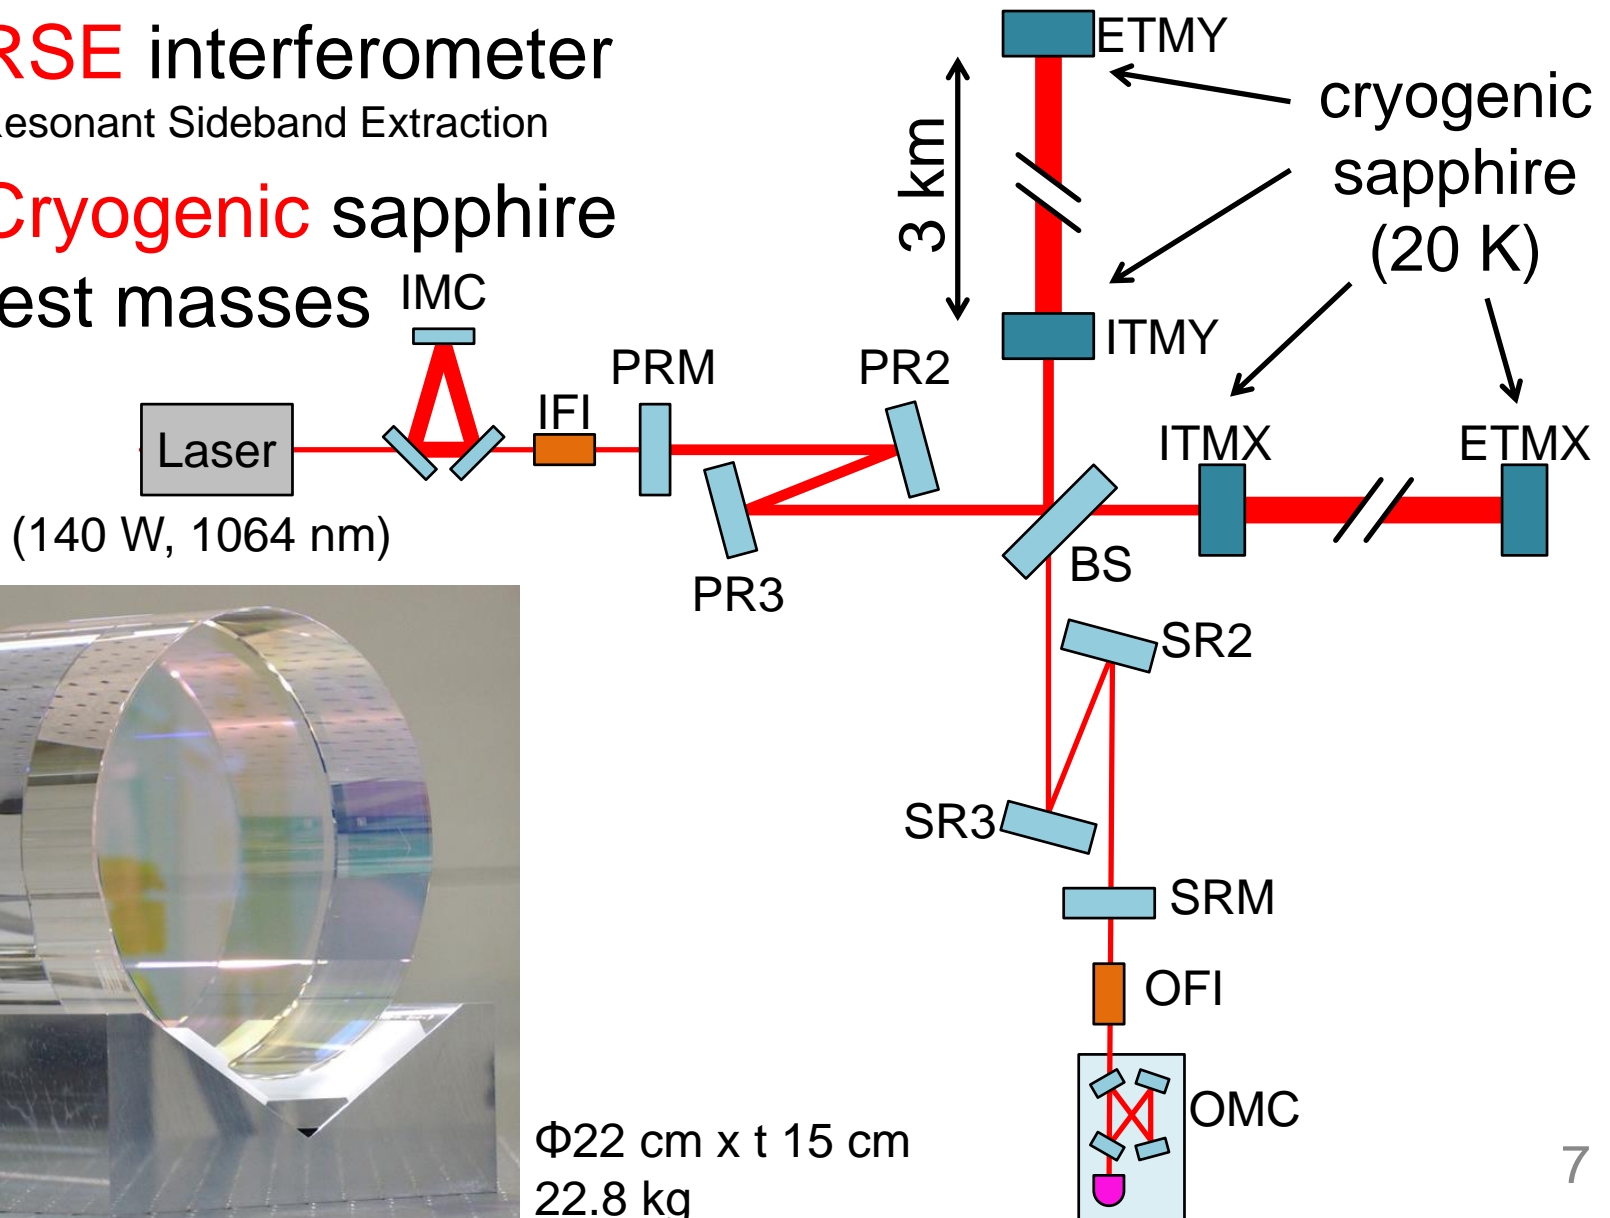 RSE interferometer
Resonant Sideband Extraction
Cryogenic sapphire
test masses
IMC
PRM
PR2
IFI
Laser
(140 W, 1064 nm)
PR3
ETMY
3 km
ITMY
cryogenic
sapphire
(20 K)
ITMX
ETMX
BS
SR2
SR3
SRM
OFI
OMC
Φ22 cm x t 15 cm
22.8 kg
7